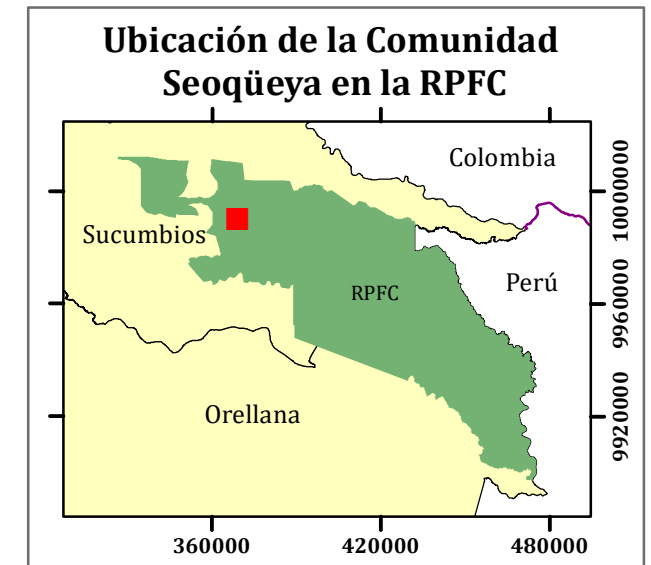 Ubicación de la Comunidad
Seoqüeya en la RPFC
Colombia
Sucumbios
Perú
RPFC
Orellana
10000000
9960000
9920000
360000 420000 480000